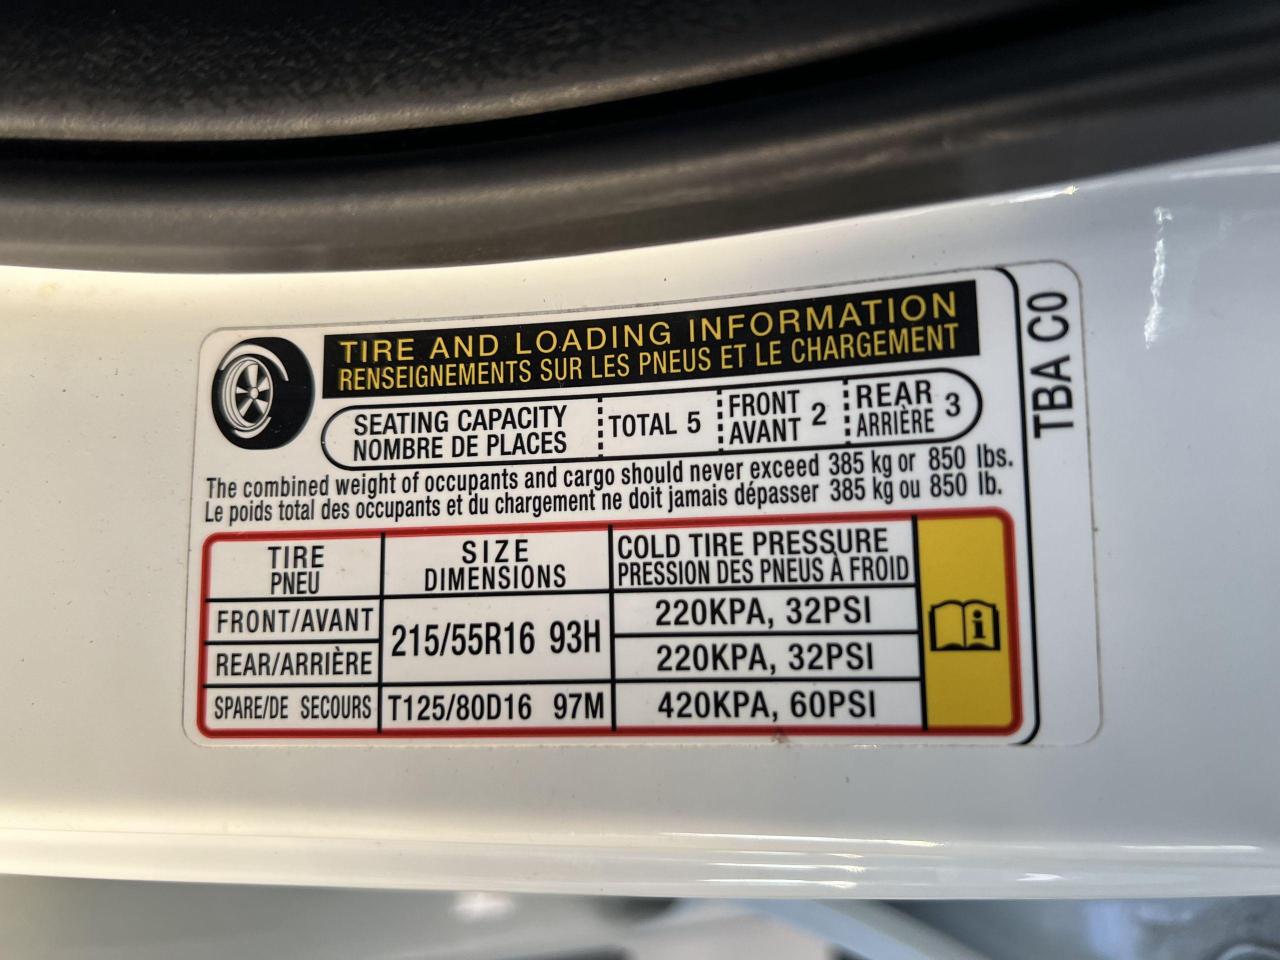 TIRE AND LOADING INFORMATION
RENSEIGNEMENTS SUR LES PNEUS ET LE CHARGEMENT
SEATING CAPACITY
NOMBRE DE PLACES
TOTAL 5
FRONT
AVANT
2
REAR
ARRIÈRE
3
The combined weight of occupants and cargo should never exceed 385 kg or 850 lbs.
Le poids total des occupants et du chargement ne doit jamais dépasser 385 kg ou 850 lb.
TIRE
PNEU
SIZE
DIMENSIONS
COLD TIRE PRESSURE
PRESSION DES PNEUS À FROID
FRONT/AVANT
215/55R16 93H
220KPA, 32PSI
REAR/ARRIÈRE
220KPA, 32PSI
SPARE/DE SECOURS
T125/80D16 97M
420KPA, 60PSI
TBA C0